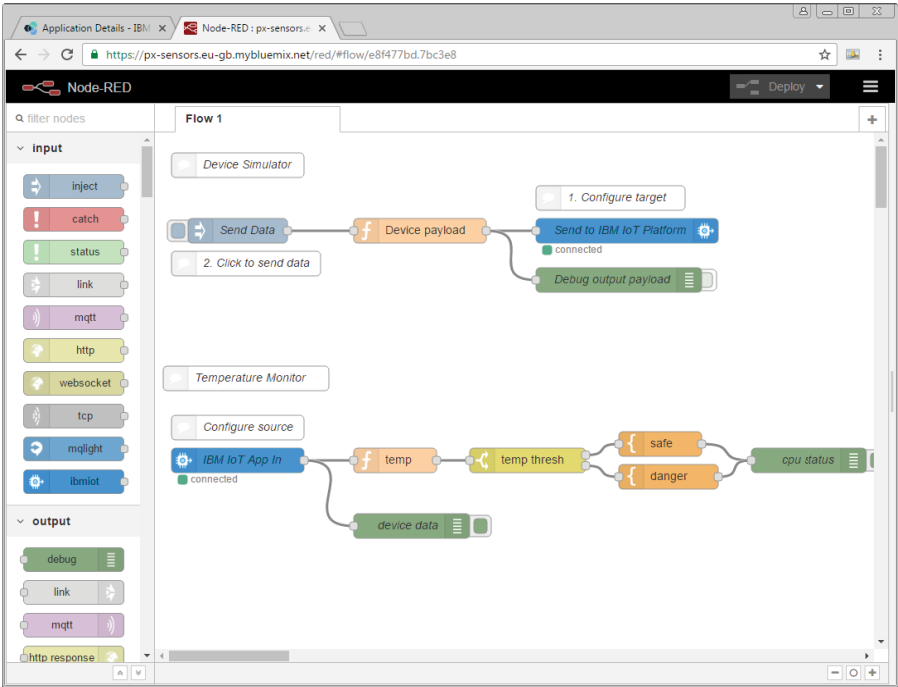 Application Details - IBM
Node-RED : px-sensors.e
https://px-sensors.eu-gb.mybluemix.net/red/#flow/e8f477bd.7bc3e8
Node-RED
Deploy
filter nodes
Flow 1
input
inject
catch
status
link
mqtt
http
websocket
tcp
mqlight
ibmiot
output
debug
link
mqtt
http response
Device Simulator
1. Configure target
Send Data
Device payload
Send to IBM IoT Platform
connected
2. Click to send data
Debug output payload
Temperature Monitor
Configure source
IBM IoT App In
connected
temp
temp thresh
safe
danger
cpu status
device data